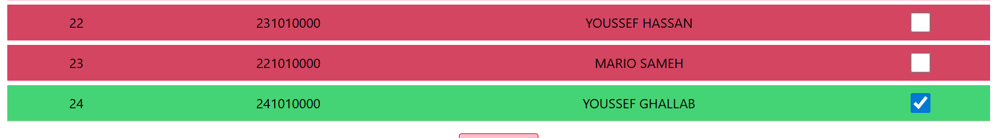 22 231010000 YOUSSEF HASSAN
23 221010000 MARIO SAMEH
24 241010000 YOUSSEF GHALLAB